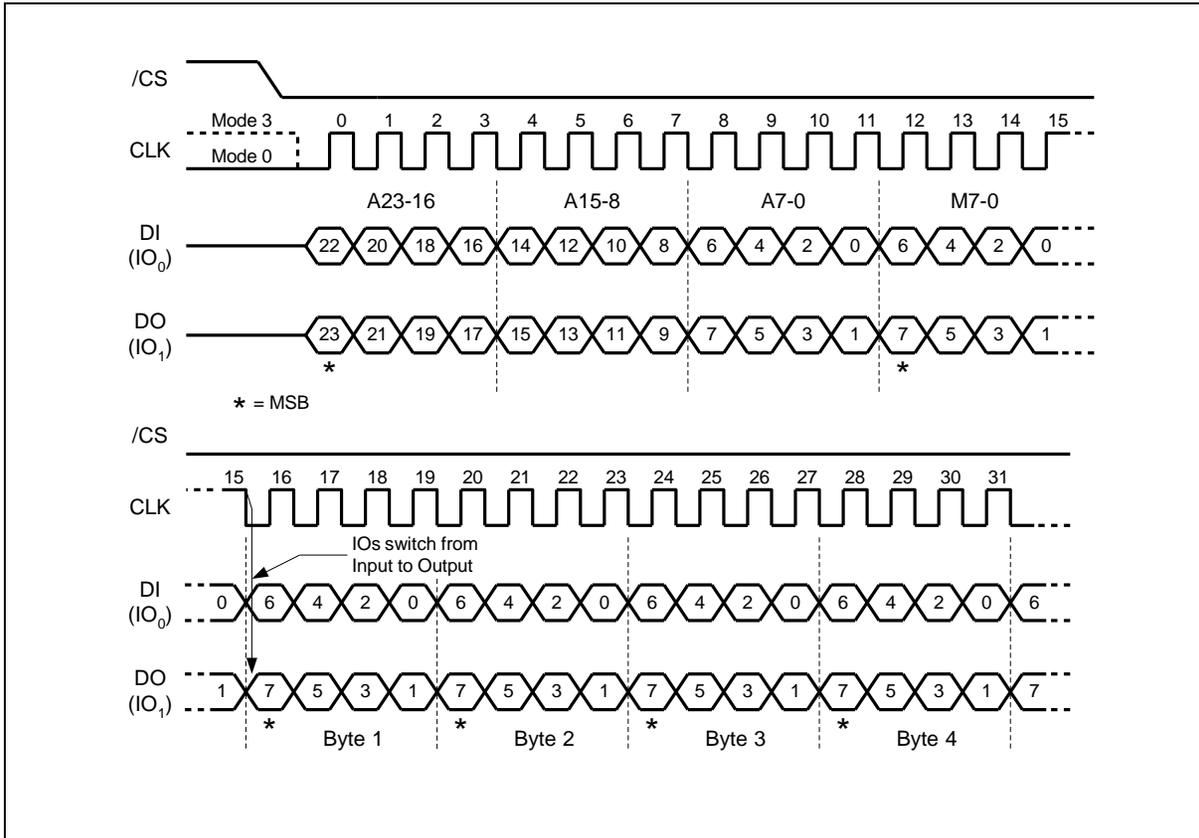 /CS
Mode 3 0 1 2 3 4 5 6 7 8 9 10 11 12 13 14 15
CLK
Mode 0
A23-16 A15-8 A7-0 M7-0
DI
(IO0)
22 20 18 16 14 12 10 8 6 4 2 0 6 4 2 0
DO
(IO1)
23 21 19 17 15 13 11 9 7 5 3 1 7 5 3 1
* *
* = MSB
/CS
15 16 17 18 19 20 21 22 23 24 25 26 27 28 29 30 31
CLK
IOs switch from
Input to Output
DI
(IO0)
0 6 4 2 0 6 4 2 0 6 4 2 0 6 4 2 0 6
DO
(IO1)
1 7 5 3 1 7 5 3 1 7 5 3 1 7 5 3 1 7
* * * *
Byte 1 Byte 2 Byte 3 Byte 4